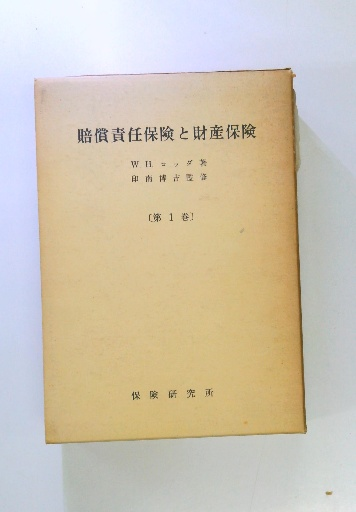 賠償責任保険と財産保険
W.H.ロッダ著
印南博吉監修
〔第1巻〕
保険研究所